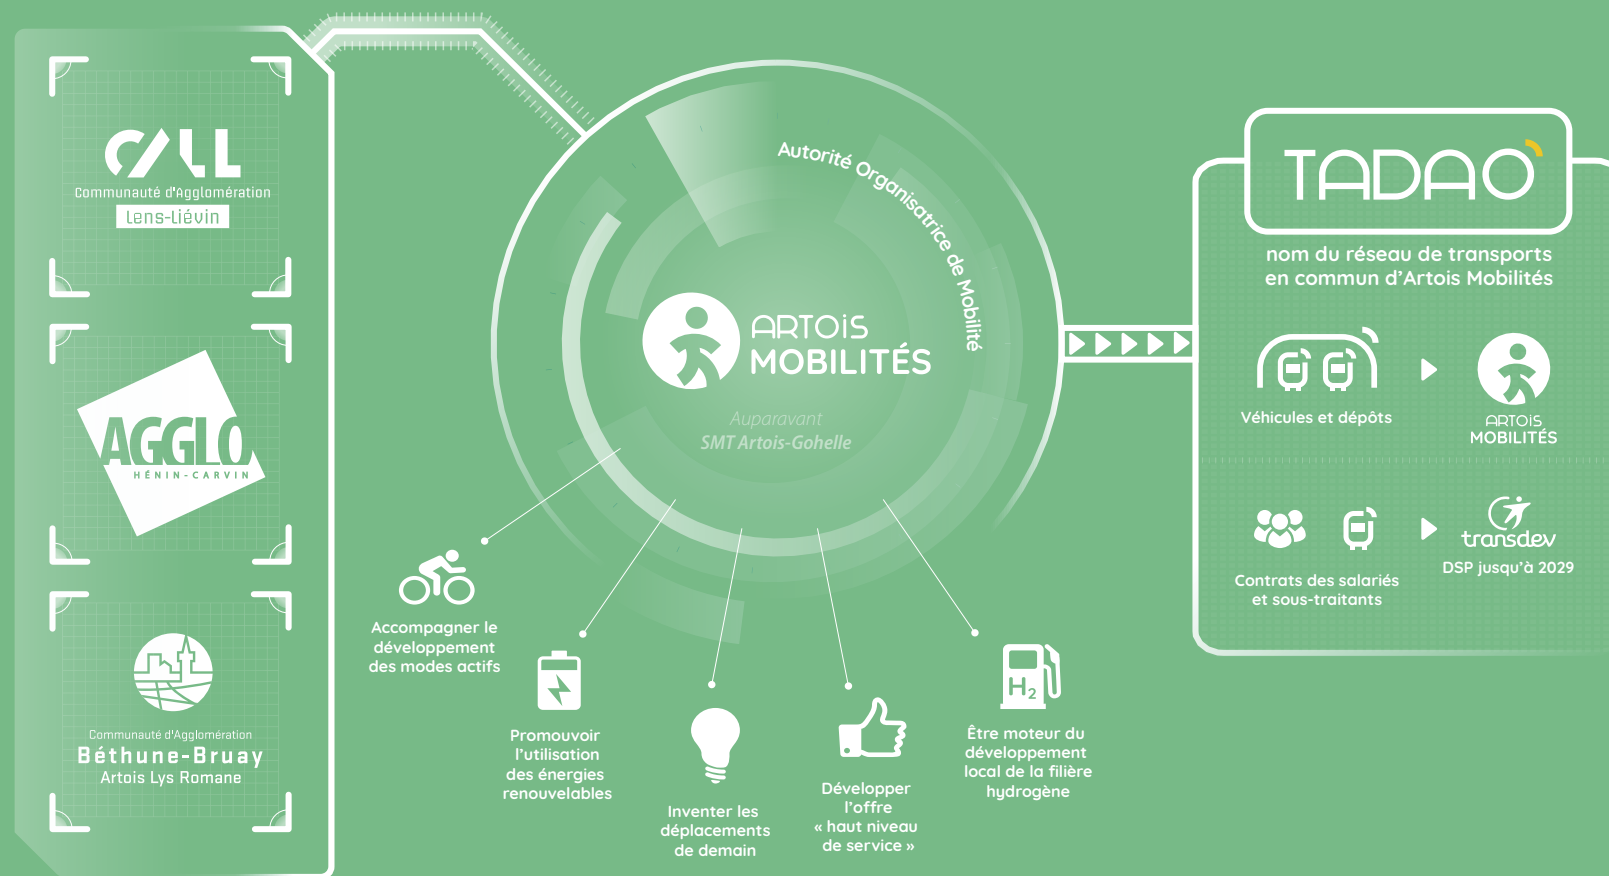 CALL
Communauté d'Agglomération
Lens-Liévin
AGGLO
HÉNIN-CARVIN
Communauté d'Agglomération
Béthune-Bruay
Artois Lys Romane
Autorité Organisatrice de Mobilité
ARTOIS
MOBILITÉS
Auparavant
SMT Artois-Gohelle
Accompagner le
développement
des modes actifs
Promouvoir
l'utilisation
des énergies
renouvelables
Inventer les
déplacements
de demain
Développer
l'offre
« haut niveau
de service »
H2
Être moteur du
développement
local de la filière
hydrogène
TADAO
nom du réseau de transports
en commun d'Artois Mobilités
Véhicules et dépôts
ARTOIS
MOBILITÉS
Contrats des salariés
et sous-traitants
transdev
DSP jusqu'à 2029